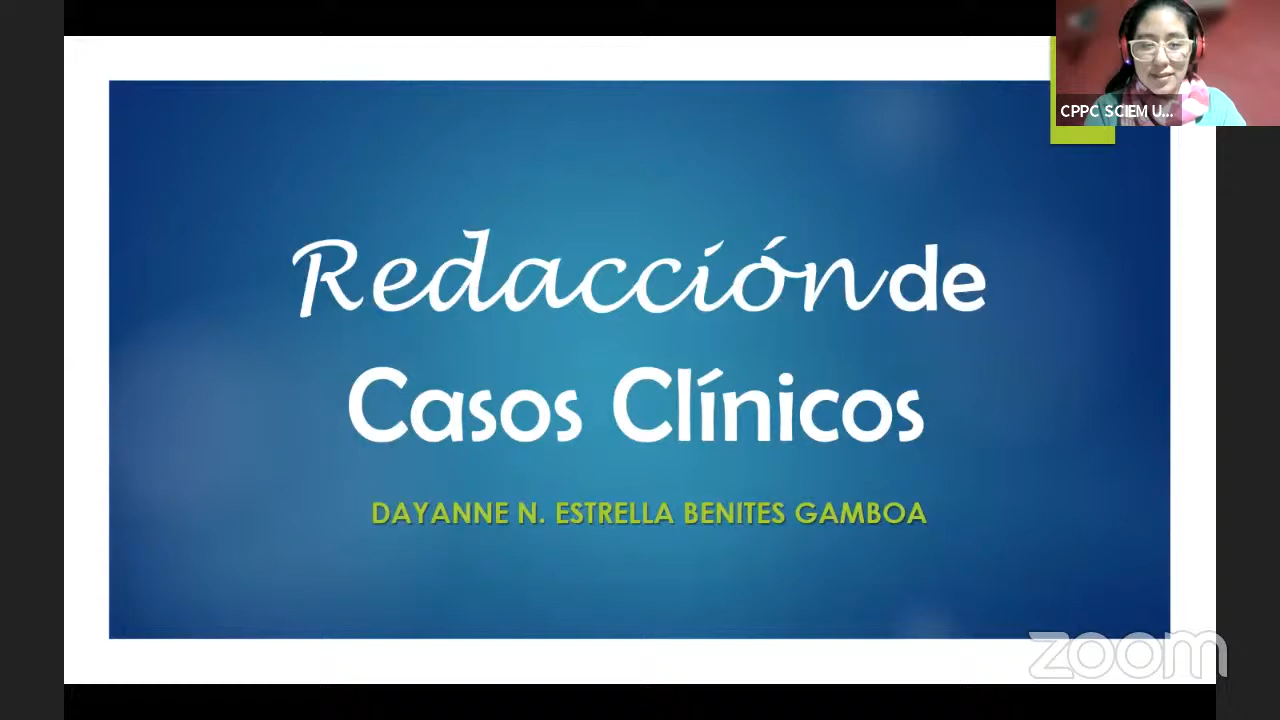 CPPC SCIEM U...
Redacción de
Casos Clínicos
DAYANNE N. ESTRELLA BENITES GAMBOA
zoom